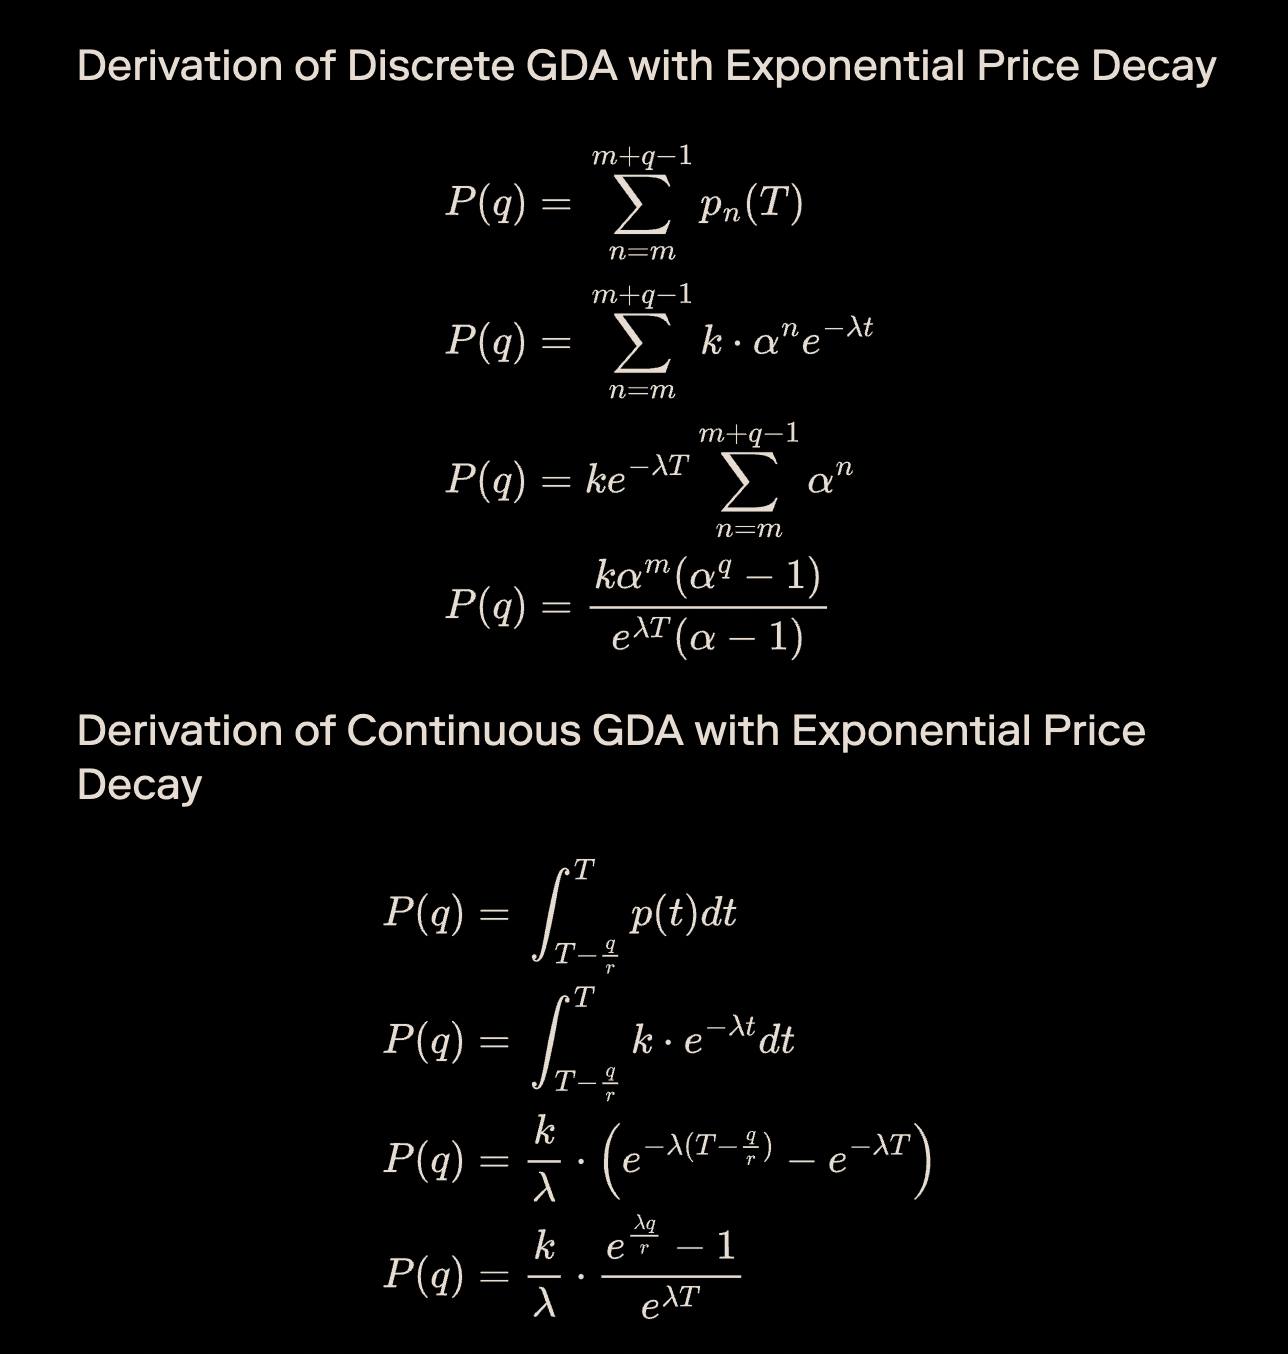 Derivation of Discrete GDA with Exponential Price Decay
P(q) = \sum_{n=m}^{m+q-1} p_n(T)
P(q) = \sum_{n=m}^{m+q-1} k \cdot \alpha^n e^{-\lambda t}
P(q) = ke^{-\lambda T} \sum_{n=m}^{m+q-1} \alpha^n
P(q) = \frac{k\alpha^m(\alpha^q - 1)}{e^{\lambda T}(\alpha - 1)}
Derivation of Continuous GDA with Exponential Price
Decay
P(q) = \int_{T-\frac{q}{r}}^{T} p(t)dt
P(q) = \int_{T-\frac{q}{r}}^{T} k \cdot e^{-\lambda t}dt
P(q) = \frac{k}{\lambda} \cdot \left(e^{-\lambda(T-\frac{q}{r})} - e^{-\lambda T}\right)
P(q) = \frac{k}{\lambda} \cdot \frac{e^{\frac{\lambda q}{r}} - 1}{e^{\lambda T}}